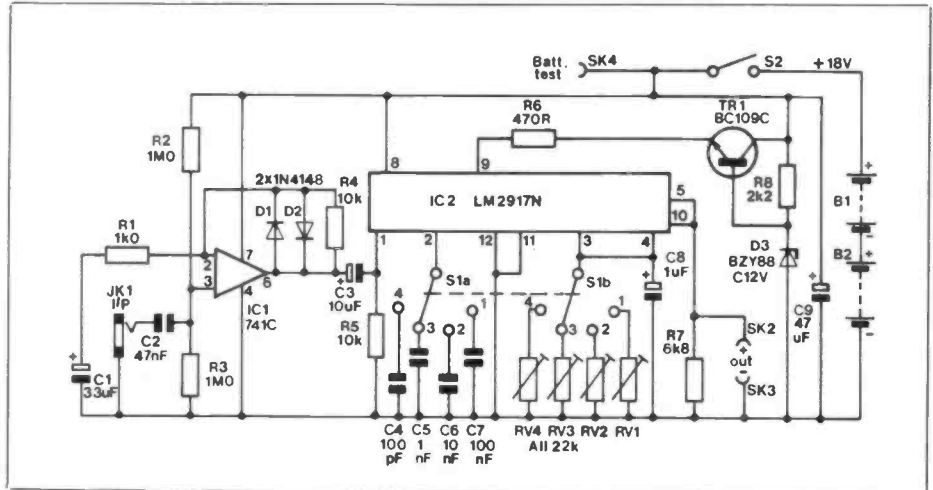 Batt. test
SK4
S2
+18V
R6
470R
TR1
BC109C
R2
1M0
8
9
R8
2k2
2x1N4148
R4
10k
5
10
IC2 LM2917N
B1
R1
1k0
D1
D2
1
2
12
11
3
4
C8
1uF
D3
BZY88
C12V
B2
7
2
3
6
4
IC1
741C
S1a
S1b
C9
47
uF
JK1
I/P
C3
10uF
4
3
2
1
4
3
2
1
C2
47nF
R5
10k
R7
6k8
SK2
+
out
-
SK3
R3
1M0
C1
33uF
C4
100
pF
C5
1
nF
C6
10
nF
C7
100
nF
RV4
RV3
RV2
RV1
All 22k